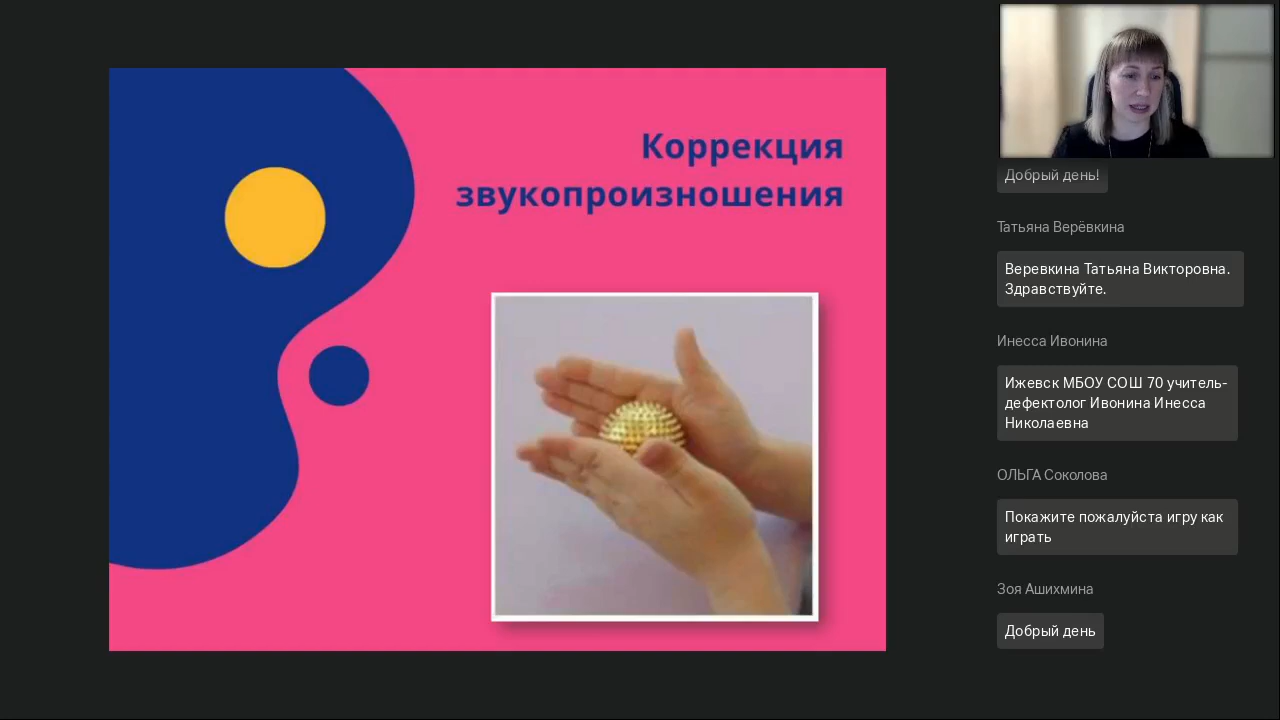 Коррекция
звукопроизношения
Добрый день!
Татьяна Верёвкина
Веревкина Татьяна Викторовна.
Здравствуйте.
Инесса Ивонина
Ижевск МБОУ СОШ 70 учитель-
дефектолог Ивонина Инесса
Николаевна
ОЛЬГА Соколова
Покажите пожалуйста игру как
играть
Зоя Ашихмина
Добрый день